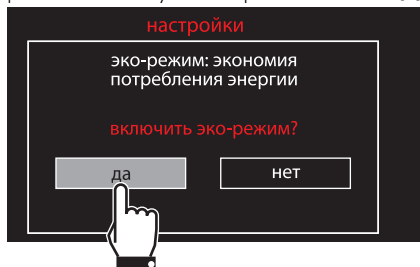 настройки
эко-режим: экономия
потребления энергии
включить эко-режим?
да
нет